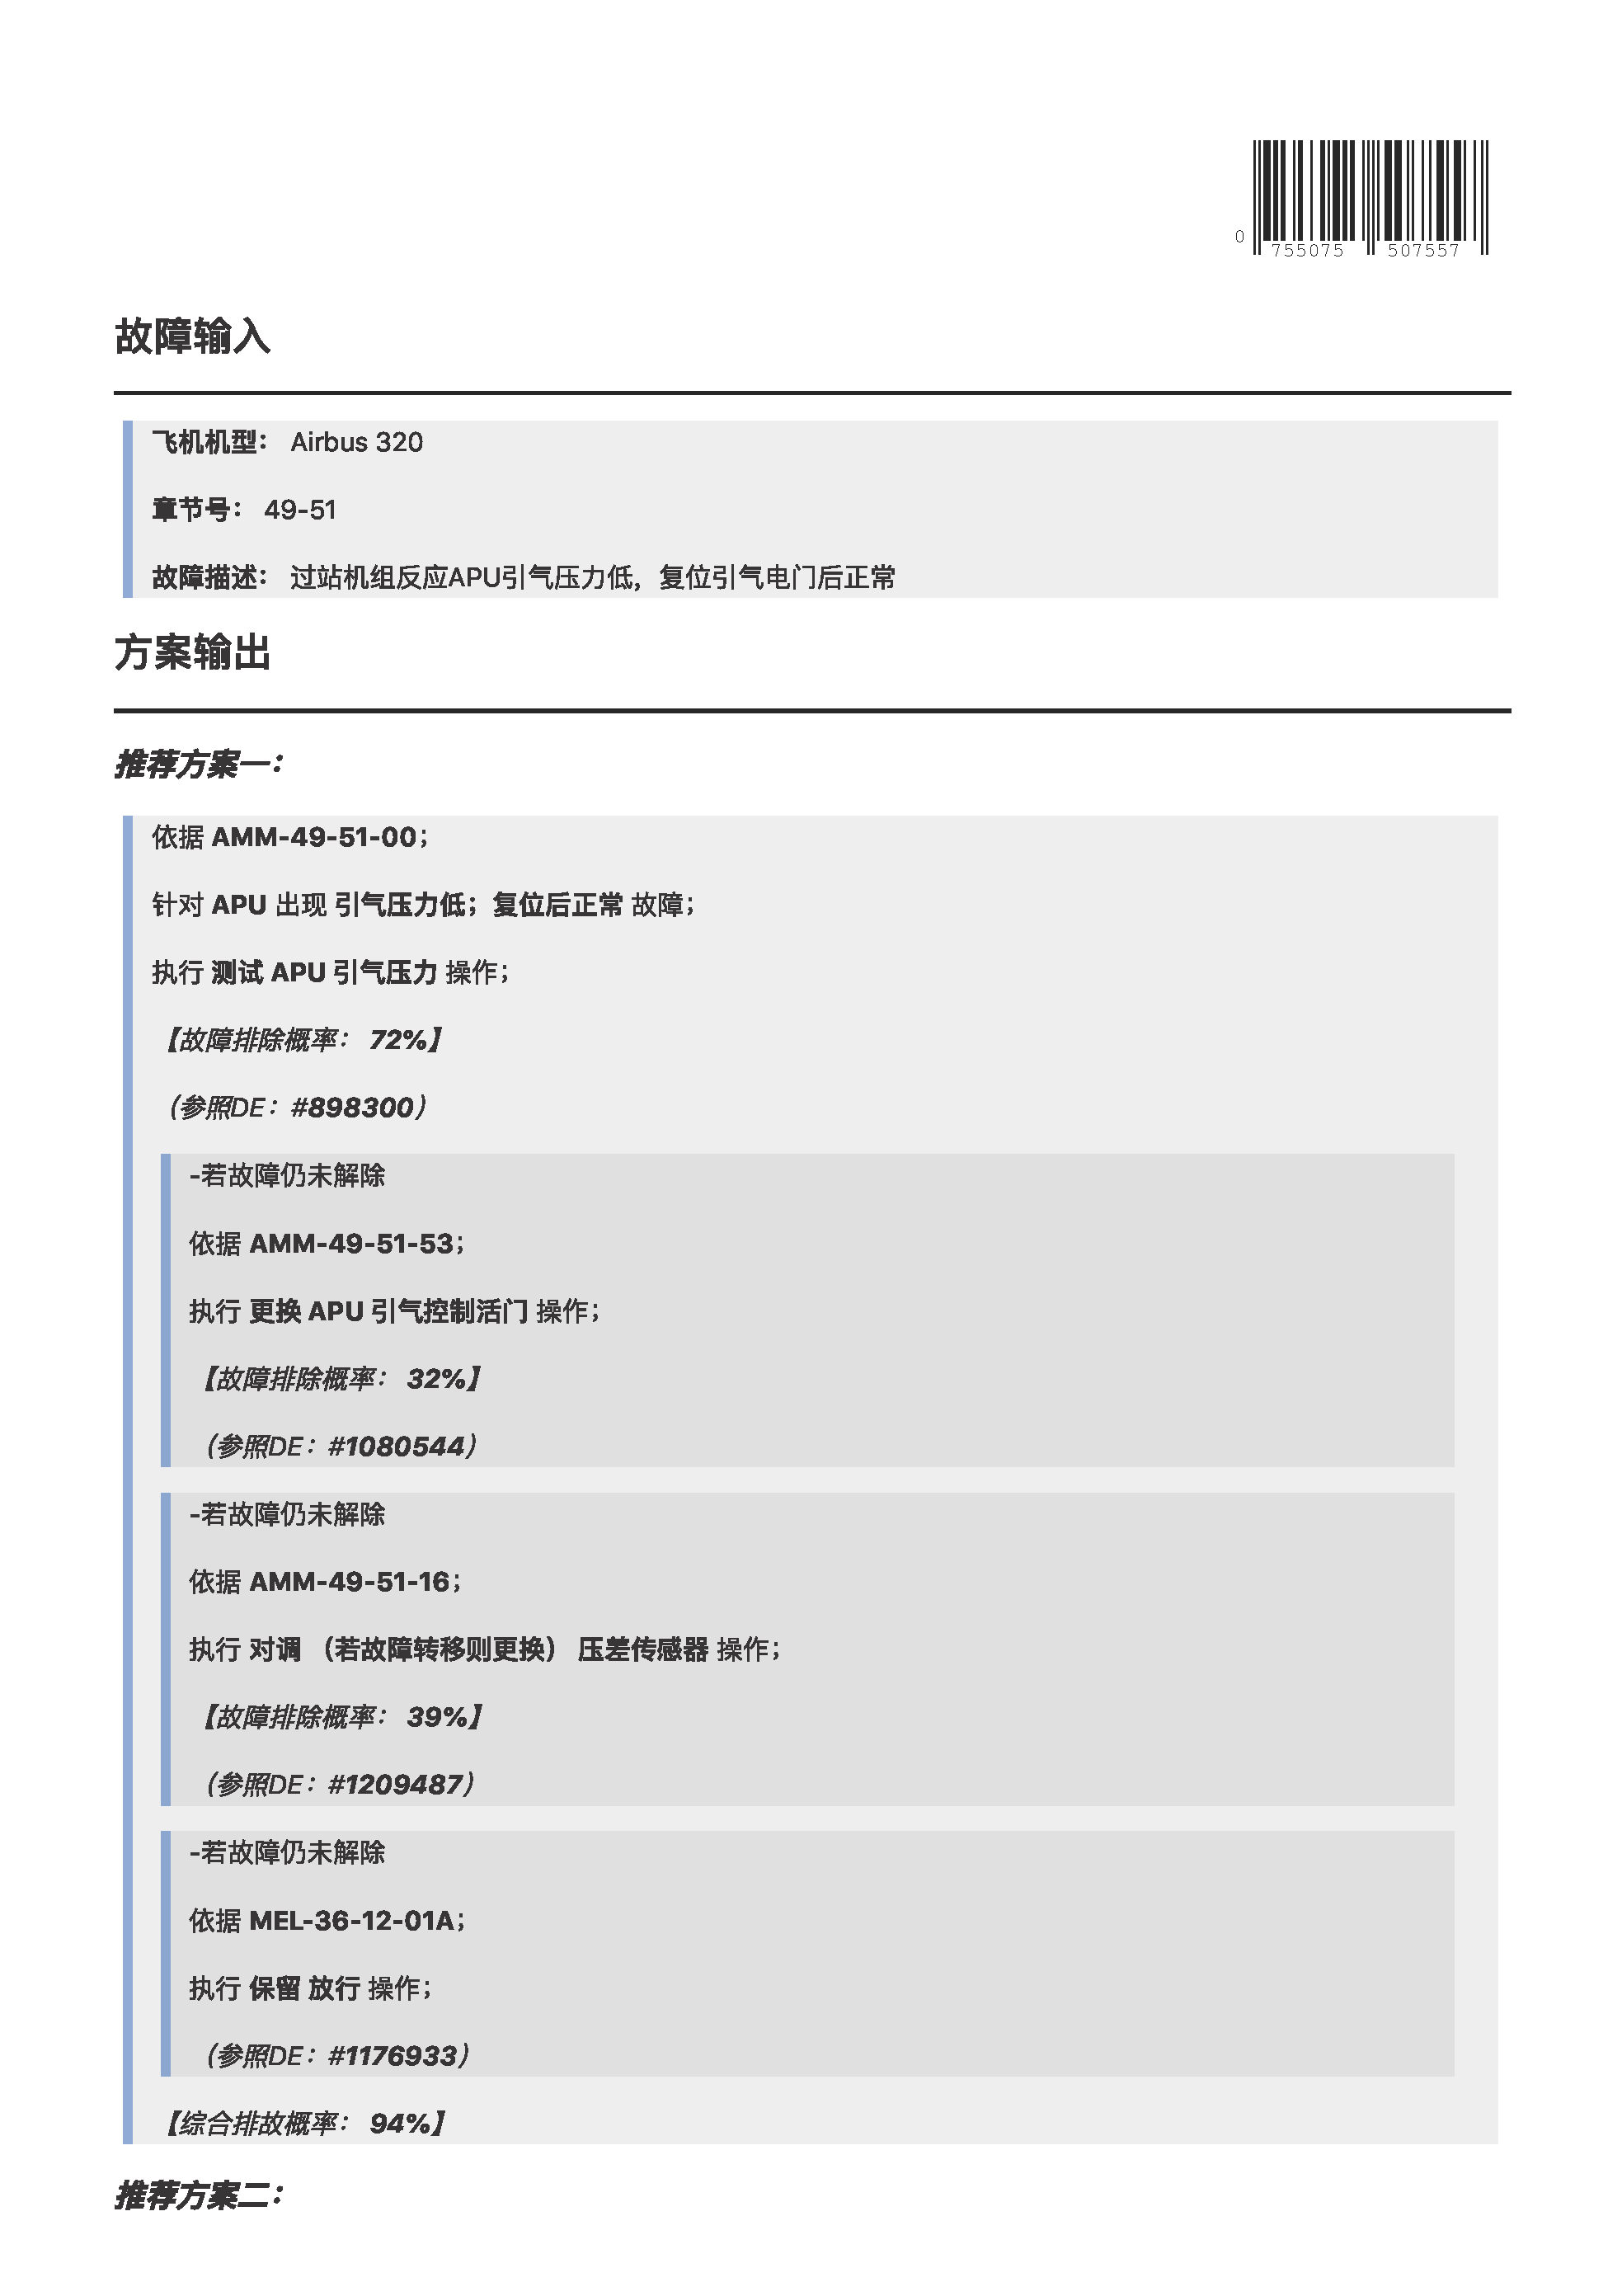 0 755075 507557
故障输入
飞机机型： Airbus 320
章节号： 49-51
故障描述： 过站机组反应APU引气压力低，复位引气电门后正常
方案输出
推荐方案一：
依据 AMM-49-51-00；
针对 APU 出现 引气压力低；复位后正常 故障；
执行 测试 APU 引气压力 操作；
【故障排除概率： 72%】
（参照DE：#898300）
-若故障仍未解除
依据 AMM-49-51-53；
执行 更换 APU 引气控制活门 操作；
【故障排除概率： 32%】
（参照DE：#1080544）
-若故障仍未解除
依据 AMM-49-51-16；
执行 对调 （若故障转移则更换） 压差传感器 操作；
【故障排除概率： 39%】
（参照DE：#1209487）
-若故障仍未解除
依据 MEL-36-12-01A；
执行 保留 放行 操作；
（参照DE：#1176933）
【综合排故概率： 94%】
推荐方案二：